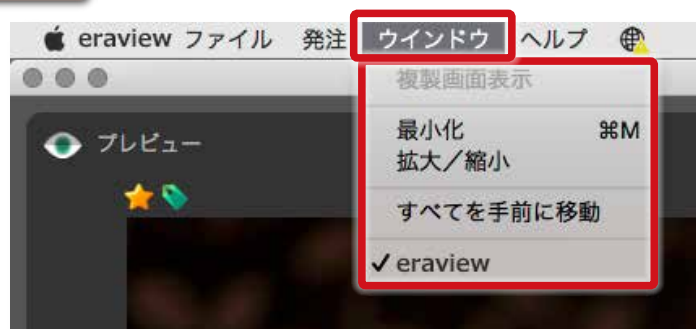 eraview ファイル 発注 ウインドウ ヘルプ
複製画面表示
プレビュー
最小化 ⌘M
拡大／縮小
すべてを手前に移動
✓ eraview